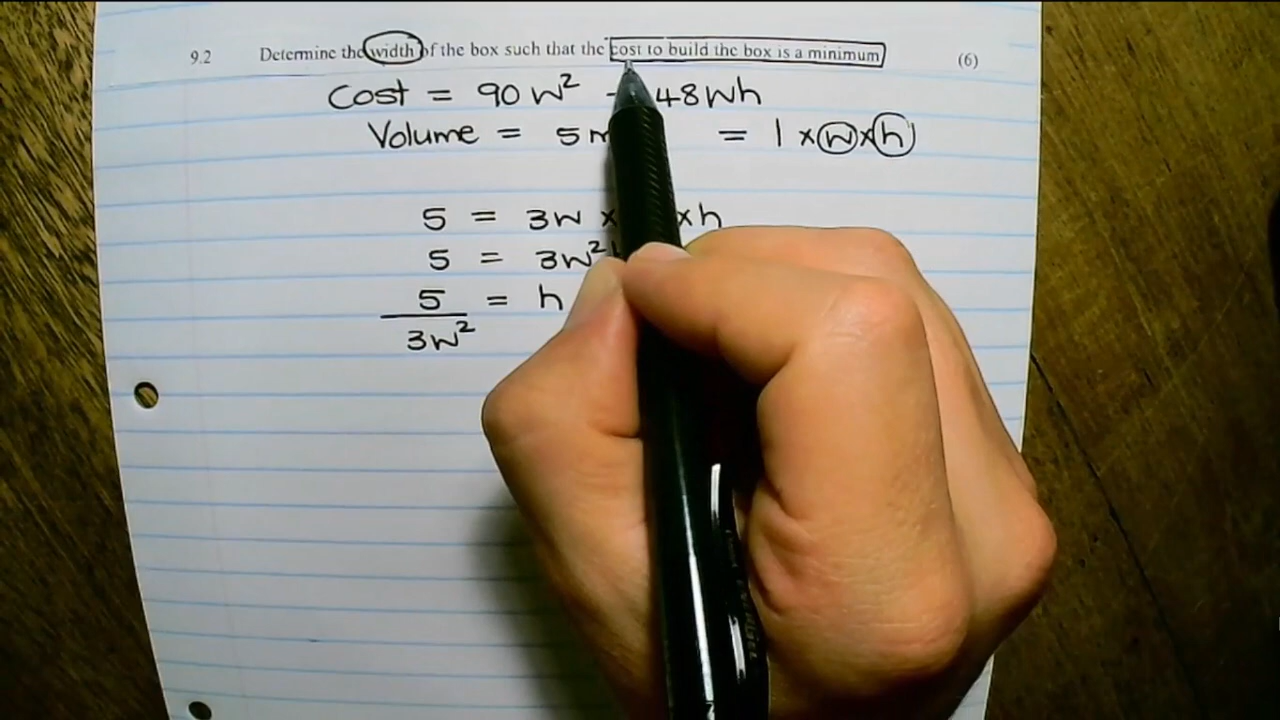 9.2 Determine the width of the box such that the cost to build the box is a minimum (6)
Cost = 90w² 48wh
Volume = 5 = l × w × h
5 = 3w × × h
5 = 3w²
5/3w² = h